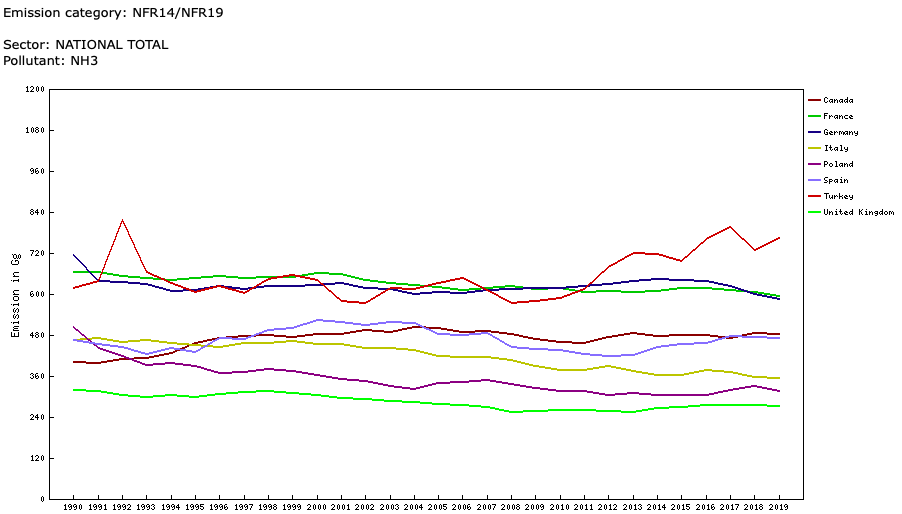 Emission category: NFR14/NFR19
Sector: NATIONAL TOTAL
Pollutant: NH3
1200
1080
960
840
720
600
480
360
240
120
0
Emission in Gg
1990 1991 1992 1993 1994 1995 1996 1997 1998 1999 2000 2001 2002 2003 2004 2005 2006 2007 2008 2009 2010 2011 2012 2013 2014 2015 2016 2017 2018 2019
Canada
France
Germany
Italy
Poland
Spain
Turkey
United Kingdom